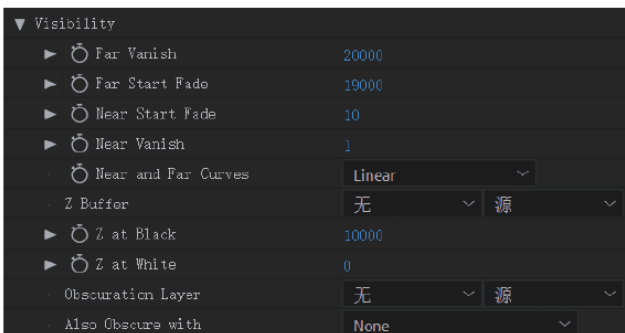 Visibility
Far Vanish 20000
Far Start Fade 19000
Near Start Fade 10
Near Vanish 1
Near and Far Curves Linear
Z Buffer 无 源
Z at Black 10000
Z at White 0
Obscuration Layer 无 源
Also Obscure with None